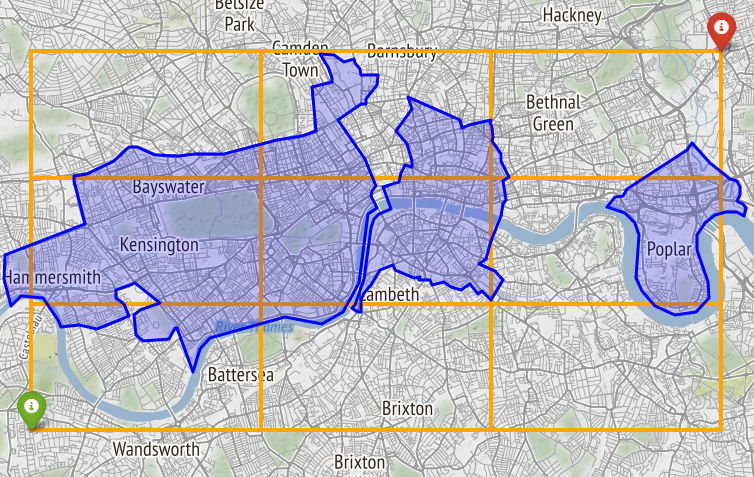 Belsize
Park
Hackney
Camden
Town
Barnsbury
Bethnal
Green
Bayswater
Kensington
Poplar
Hammersmith
Lambeth
River Thames
Castelnau
Battersea
Brixton
Wandsworth
Brixton